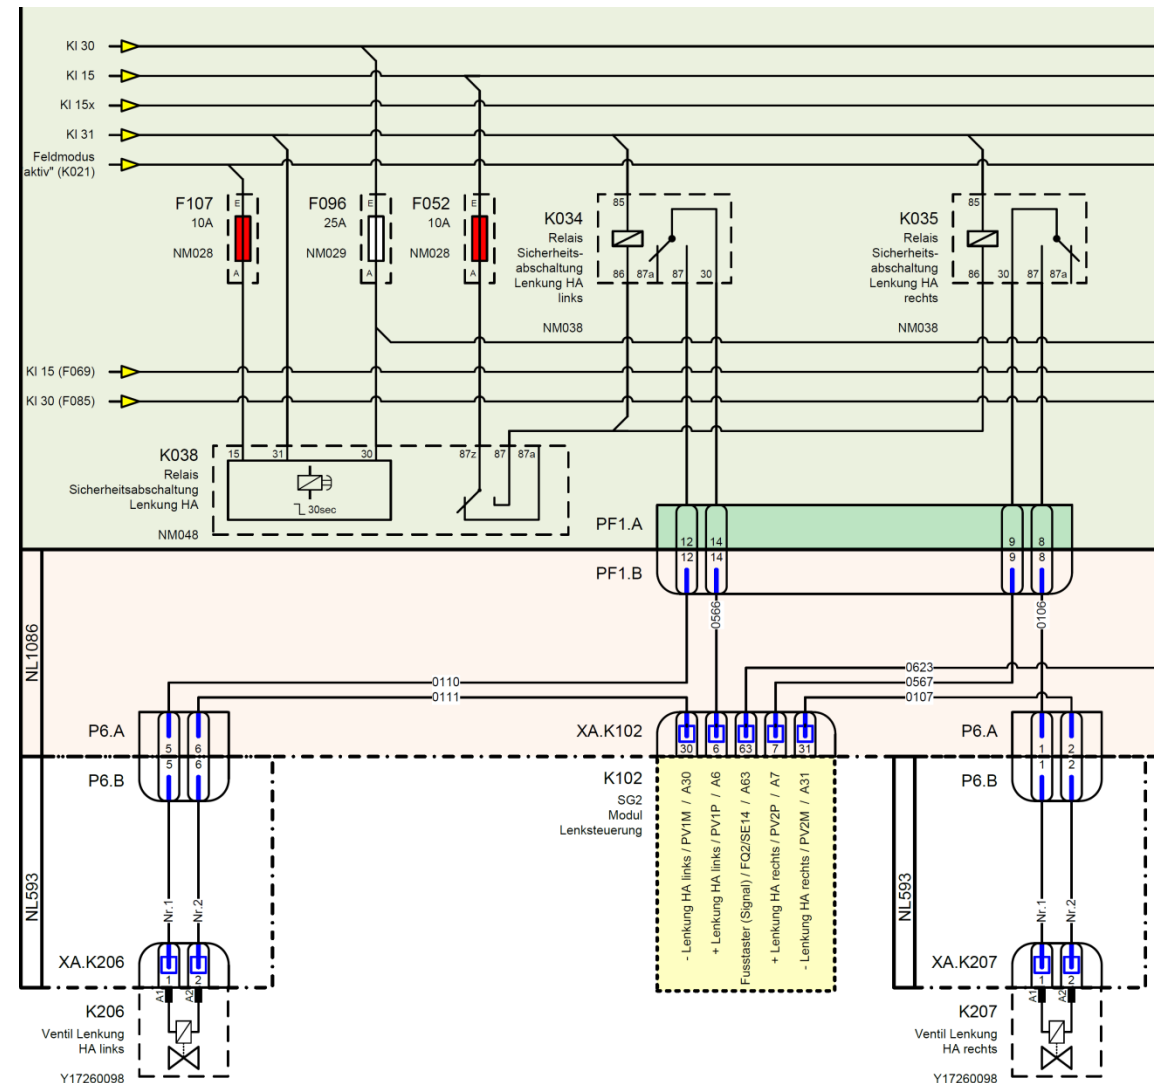 Kl 30
Kl 15
Kl 15x
Kl 31
Feldmodus
aktiv" (K021)
F107
10A
NM028
E
A
F096
25A
NM029
E
A
F052
10A
NM028
E
A
K034
Relais
Sicherheits-
abschaltung
Lenkung HA
links
NM038
85
86 87a 87 30
K035
Relais
Sicherheits-
abschaltung
Lenkung HA
rechts
NM038
85
86 30 87 87a
Kl 15 (F069)
Kl 30 (F085)
K038
Relais
Sicherheitsabschaltung
Lenkung HA
NM048
15 31 30 87z 87 87a
30sec
PF1.A
12 14 9 8
PF1.B
12 14 9 8
0566
0106
NL1086
0110
0111
0623
0567
0107
P6.A
5 6
P6.B
5 6
XA.K102
30 6 63 7 31
P6.A
1 2
P6.B
1 2
K102
SG2
Modul
Lenksteuerung
- Lenkung HA links / PV1M / A30
+ Lenkung HA links / PV1P / A6
Fusstaster (Signal) / FQ2/SE14 / A63
+ Lenkung HA rechts / PV2P / A7
- Lenkung HA rechts / PV2M / A31
NL593
Nr.1
Nr.2
NL593
Nr.1
Nr.2
XA.K206
1 2
A1 A2
K206
Ventil Lenkung
HA links
Y17260098
XA.K207
1 2
A1 A2
K207
Ventil Lenkung
HA rechts
Y17260098